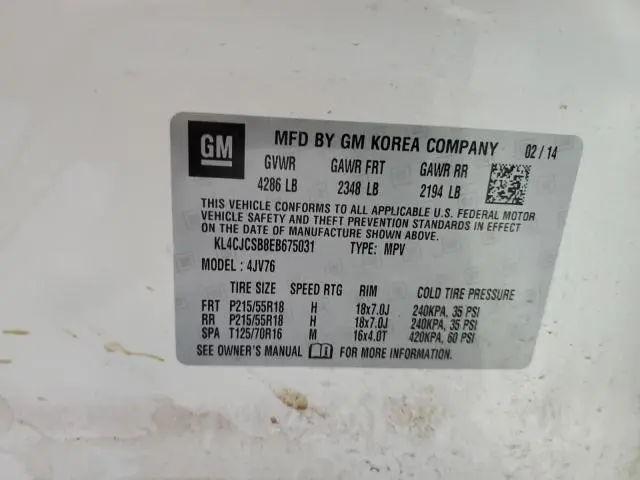 GM MFD BY GM KOREA COMPANY 02 / 14
GVWR GAWR FRT GAWR RR
4286 LB 2348 LB 2194 LB
THIS VEHICLE CONFORMS TO ALL APPLICABLE U.S. FEDERAL MOTOR
VEHICLE SAFETY AND THEFT PREVENTION STANDARDS IN EFFECT
ON THE DATE OF MANUFACTURE SHOWN ABOVE.
KL4CJCSB8EB675031 TYPE: MPV
MODEL : 4JV76
TIRE SIZE SPEED RTG RIM COLD TIRE PRESSURE
FRT P215/55R18 H 18x7.0J 240KPA, 35 PSI
RR P215/55R18 H 18x7.0J 240KPA, 35 PSI
SPA T125/70R16 M 16x4.0T 420KPA, 60 PSI
SEE OWNER'S MANUAL FOR MORE INFORMATION.